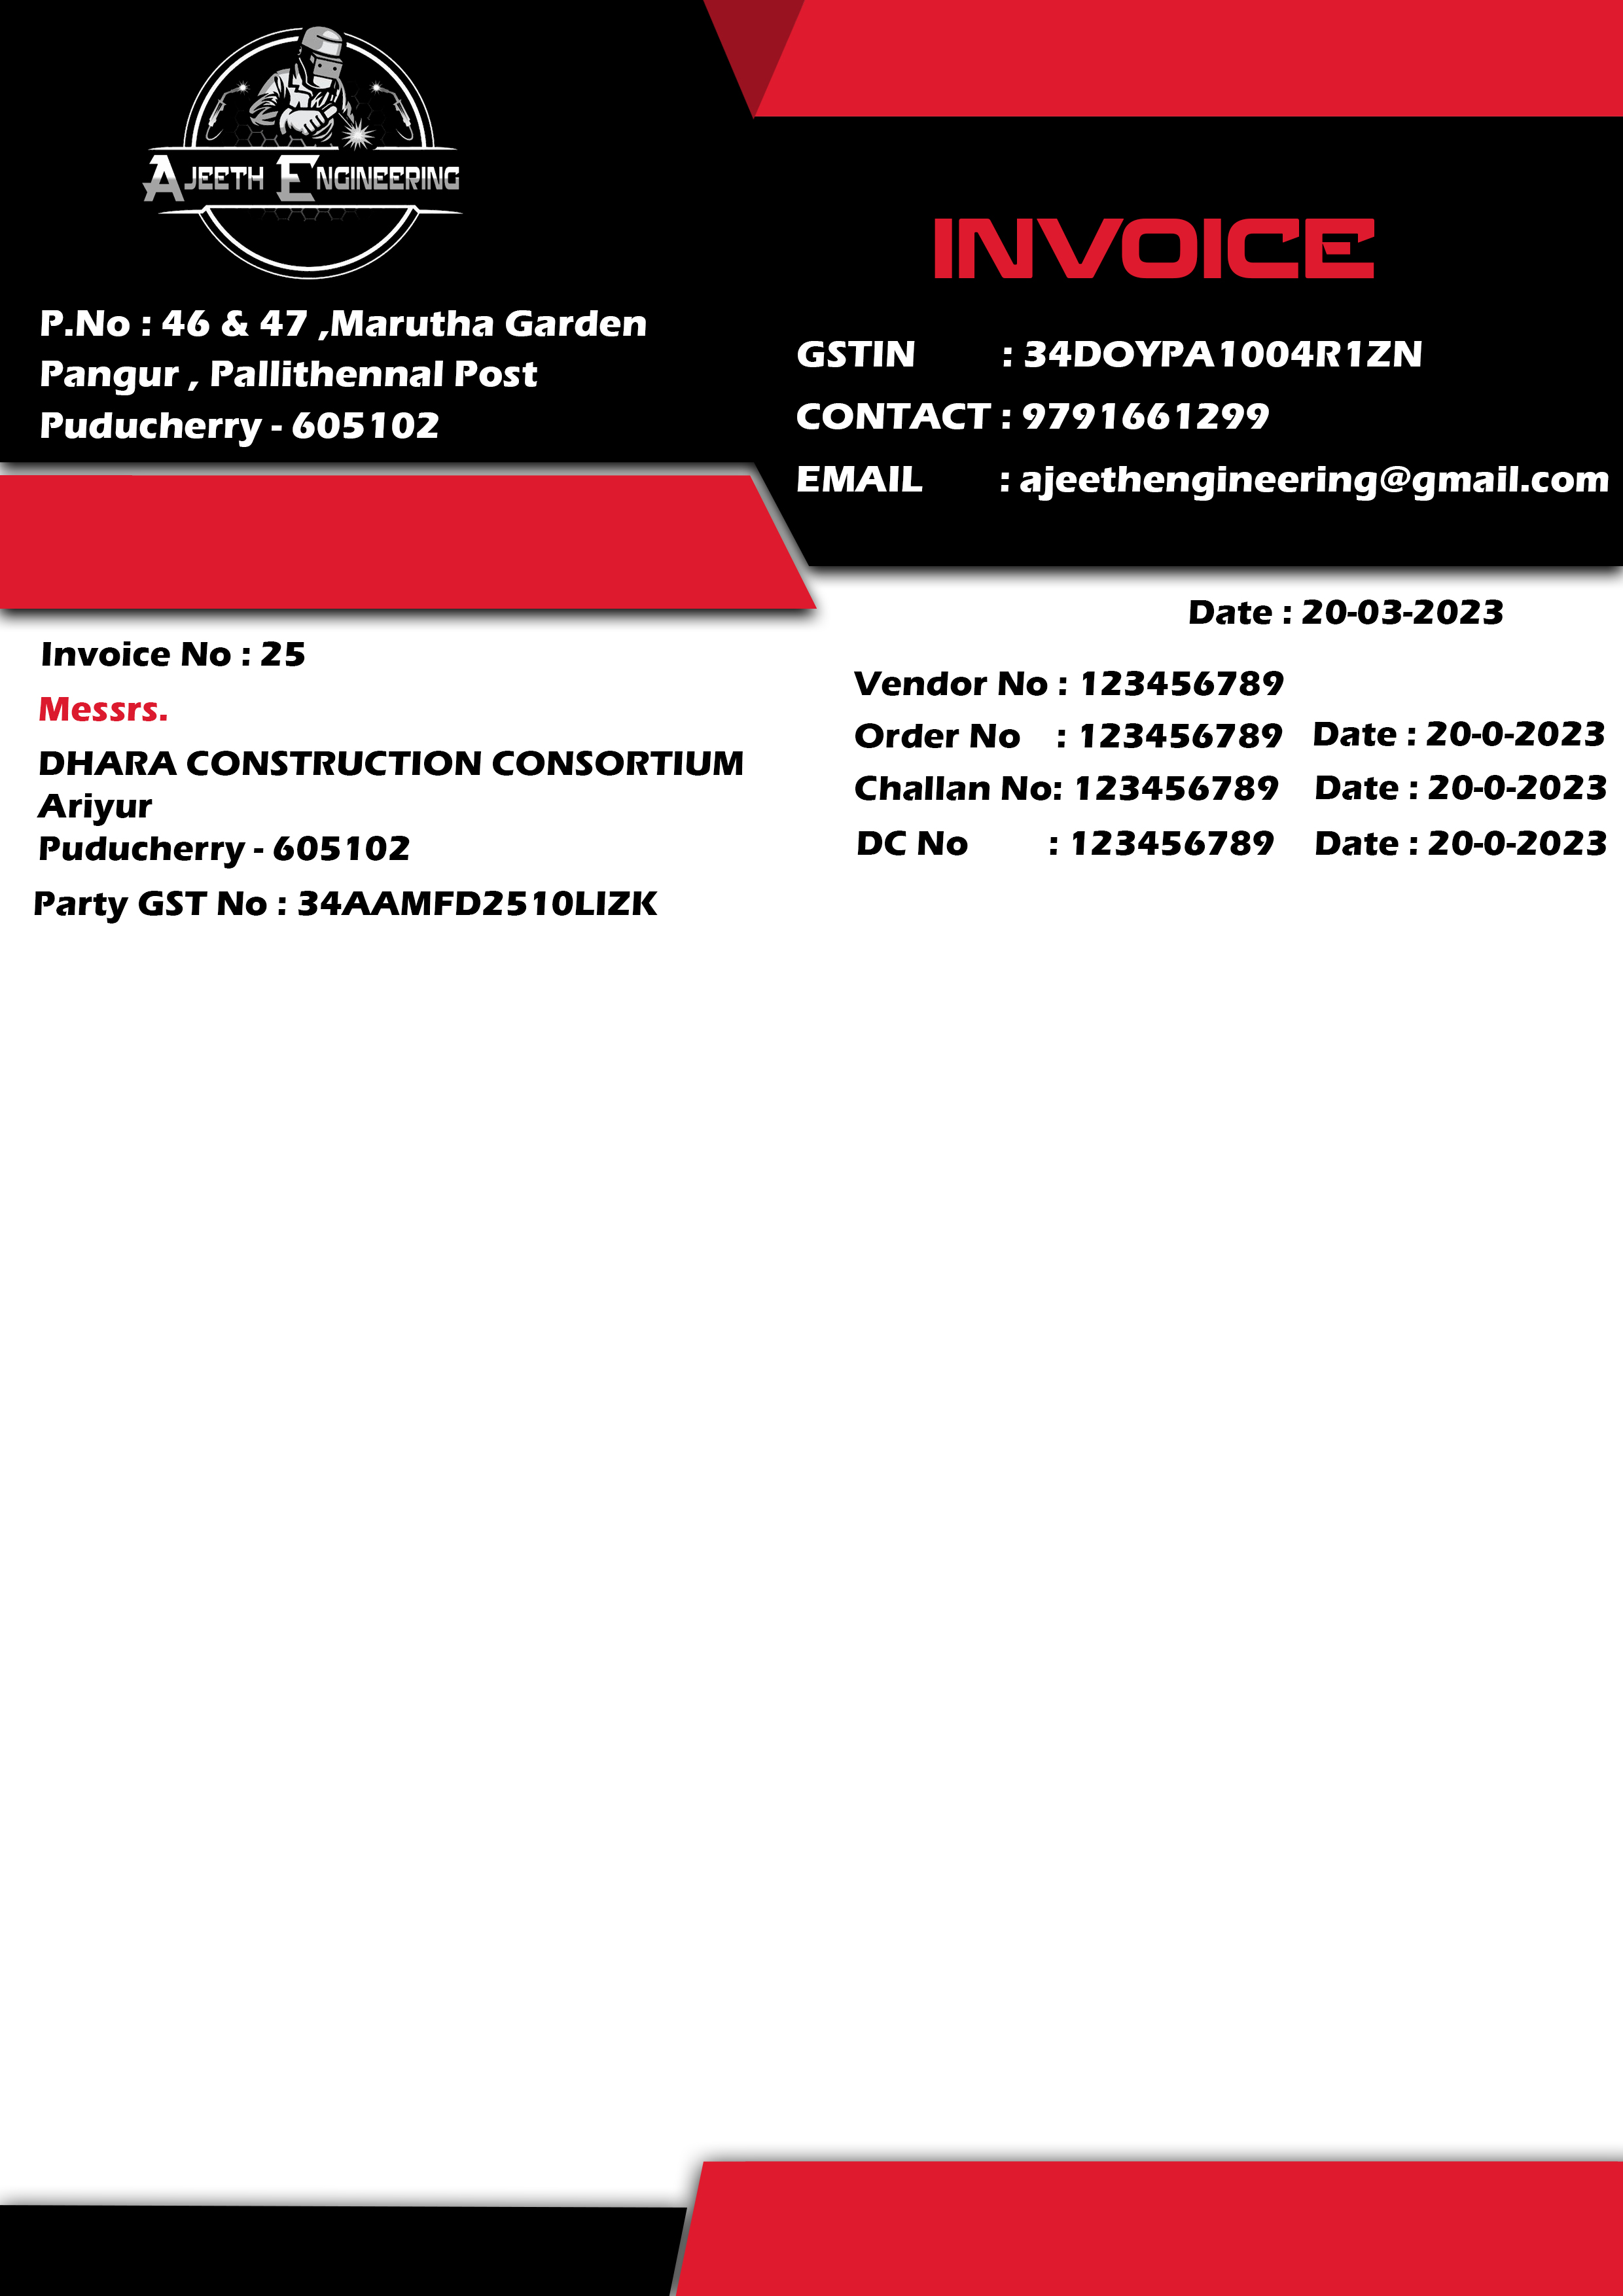 AJEETH ENGINEERING
INVOICE
P.No : 46 & 47 ,Marutha Garden
Pangur , Pallithennal Post
Puducherry - 605102
GSTIN : 34DOYPA1004R1ZN
CONTACT : 9791661299
EMAIL : ajeethengineering@gmail.com
Date : 20-03-2023
Invoice No : 25
Messrs.
DHARA CONSTRUCTION CONSORTIUM
Ariyur
Puducherry - 605102
Party GST No : 34AAMFD2510LIZK
Vendor No : 123456789
Order No : 123456789 Date : 20-0-2023
Challan No: 123456789 Date : 20-0-2023
DC No : 123456789 Date : 20-0-2023